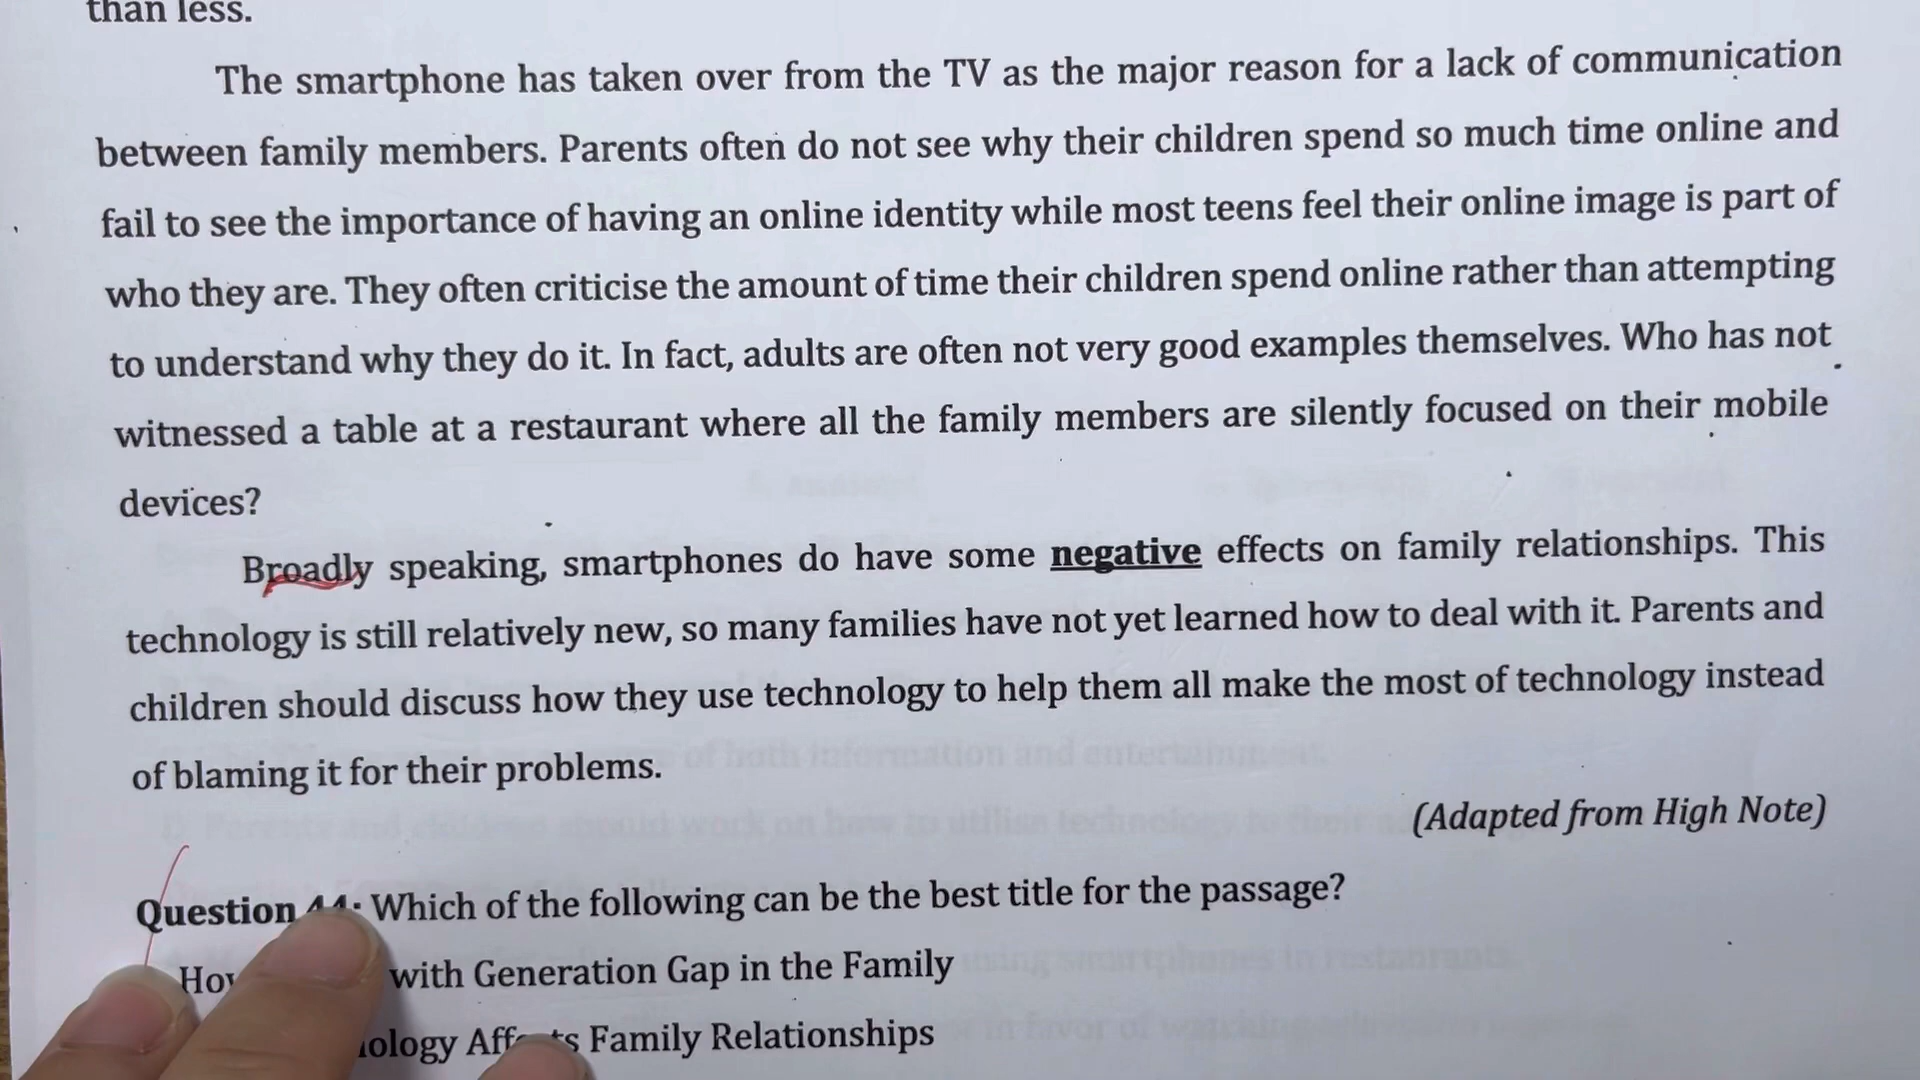 than less.
The smartphone has taken over from the TV as the major reason for a lack of communication
between family members. Parents often do not see why their children spend so much time online and
fail to see the importance of having an online identity while most teens feel their online image is part of
who they are. They often criticise the amount of time their children spend online rather than attempting
to understand why they do it. In fact, adults are often not very good examples themselves. Who has not
witnessed a table at a restaurant where all the family members are silently focused on their mobile
devices?
Broadly speaking, smartphones do have some negative effects on family relationships. This
technology is still relatively new, so many families have not yet learned how to deal with it. Parents and
children should discuss how they use technology to help them all make the most of technology instead
of blaming it for their problems.
(Adapted from High Note)
Question 44: Which of the following can be the best title for the passage?
with Generation Gap in the Family
Family Relationships